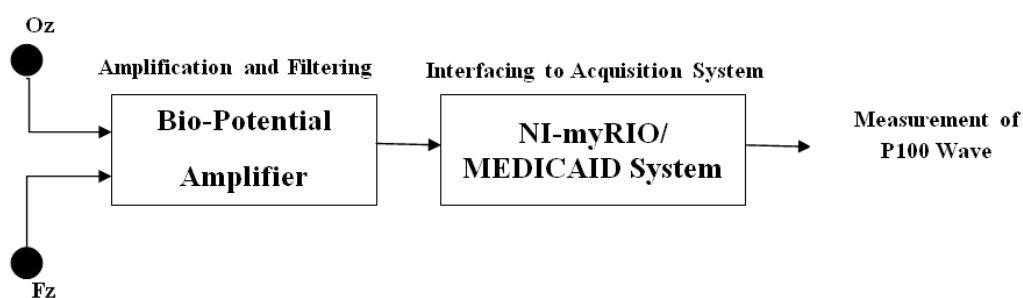 Oz
Amplification and Filtering
Interfacing to Acquisition System
Bio-Potential
Amplifier
NI-myRIO/
MEDICAID System
Measurement of
P100 Wave
Fz